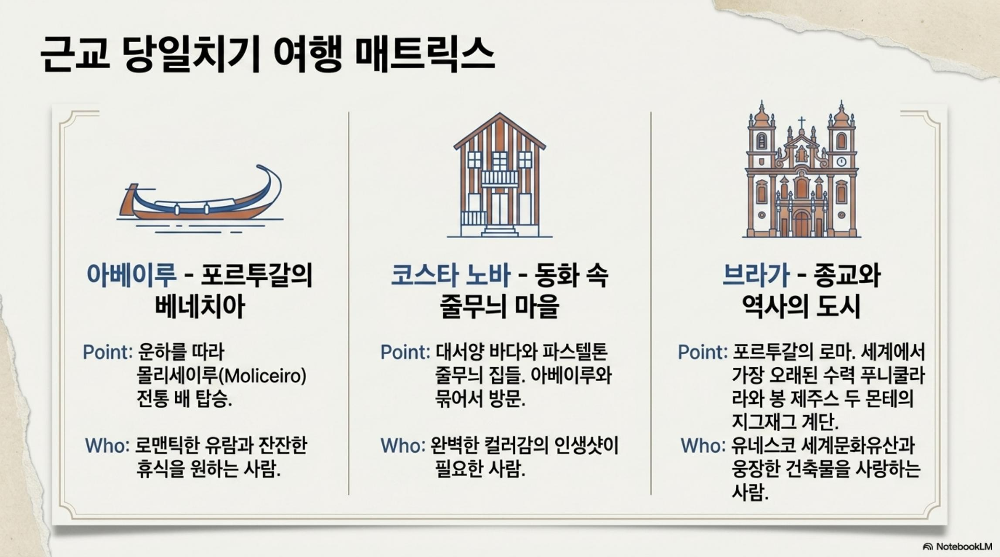 근교 당일치기 여행 매트릭스
아베이루 - 포르투갈의
베네치아
Point: 운하를 따라
몰리세이루(Moliceiro)
전통 배 탑승.
Who: 로맨틱한 유람과 잔잔한
휴식을 원하는 사람.
코스타 노바 - 동화 속
줄무늬 마을
Point: 대서양 바다와 파스텔톤
줄무늬 집들. 아베이루와
묶어서 방문.
Who: 완벽한 컬러감의 인생샷이
필요한 사람.
브라가 - 종교와
역사의 도시
Point: 포르투갈의 로마. 세계에서
가장 오래된 수력 푸니쿨라
라와 봉 제주스 두 몬테의
지그재그 계단.
Who: 유네스코 세계문화유산과
웅장한 건축물을 사랑하는
사람.
NotebookLM